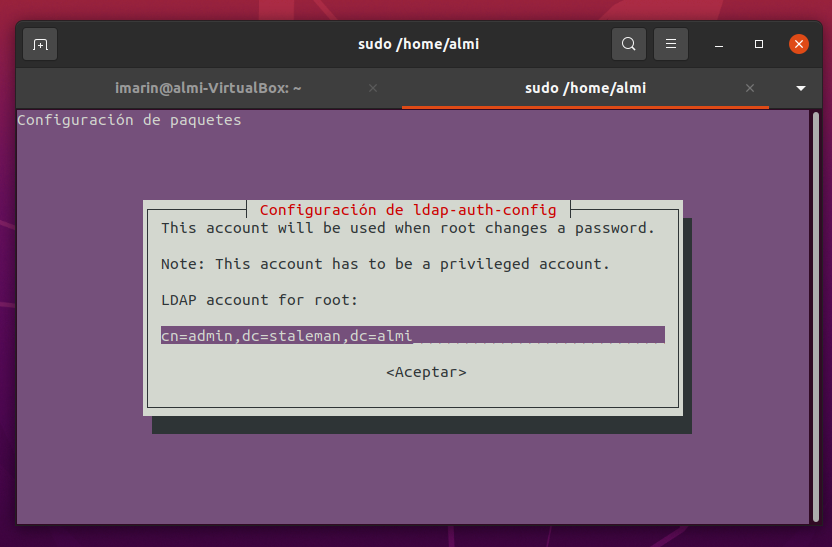 sudo /home/almi
imarin@almi-VirtualBox: ~
sudo /home/almi
Configuración de paquetes
Configuración de ldap-auth-config
This account will be used when root changes a password.
Note: This account has to be a privileged account.
LDAP account for root:
cn=admin,dc=staleman,dc=almi
<Aceptar>